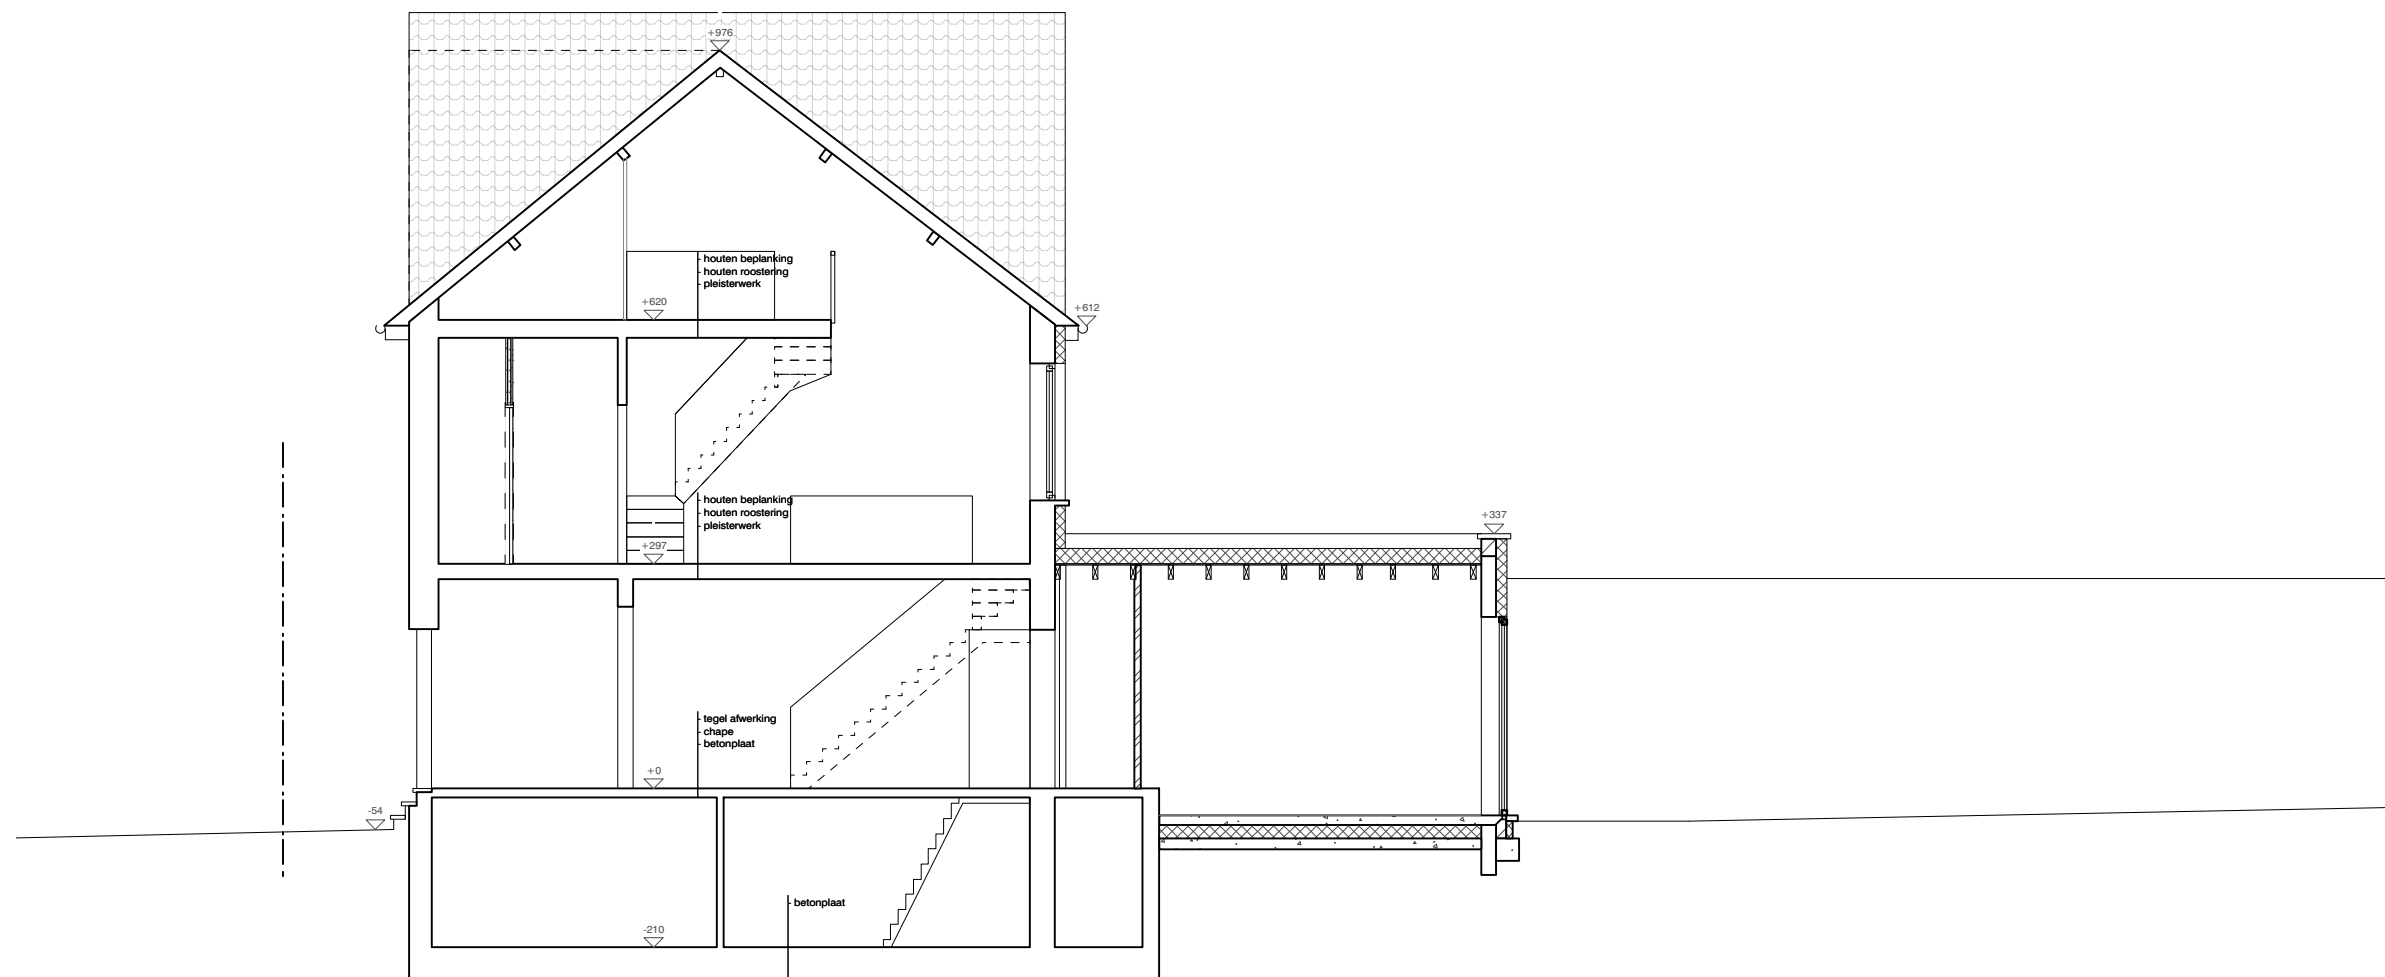 +976
houten beplanking
houten roostering
pleisterwerk
+620
+612
houten beplanking
houten roostering
pleisterwerk
+297
+337
tegel afwerking
chape
betonplaat
+0
-54
betonplaat
-210